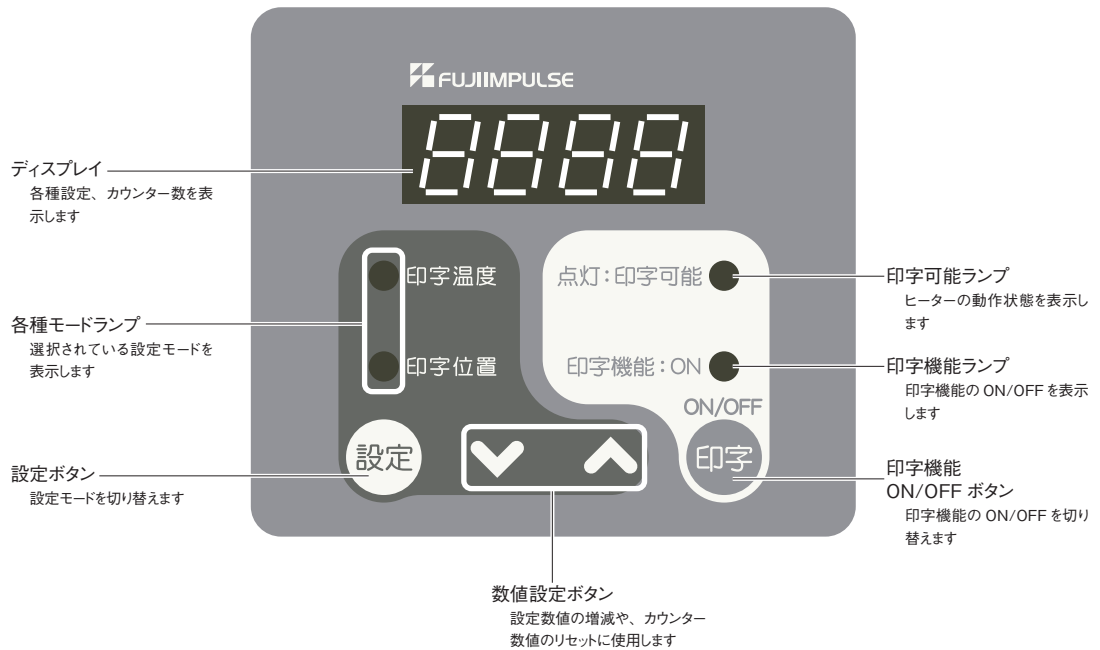 FUJIIMPULSE
8888
ディスプレイ
各種設定、カウンター数を表
示します
各種モードランプ
選択されている設定モードを
表示します
設定ボタン
設定モードを切り替えます
印字温度
印字位置
設定
点灯:印字可能
印字機能:ON
ON/OFF
印字
印字可能ランプ
ヒーターの動作状態を表示し
ます
印字機能ランプ
印字機能の ON/OFF を表示
します
印字機能
ON/OFF ボタン
印字機能の ON/OFF を切り
替えます
数値設定ボタン
設定数値の増減や、カウンター
数値のリセットに使用します